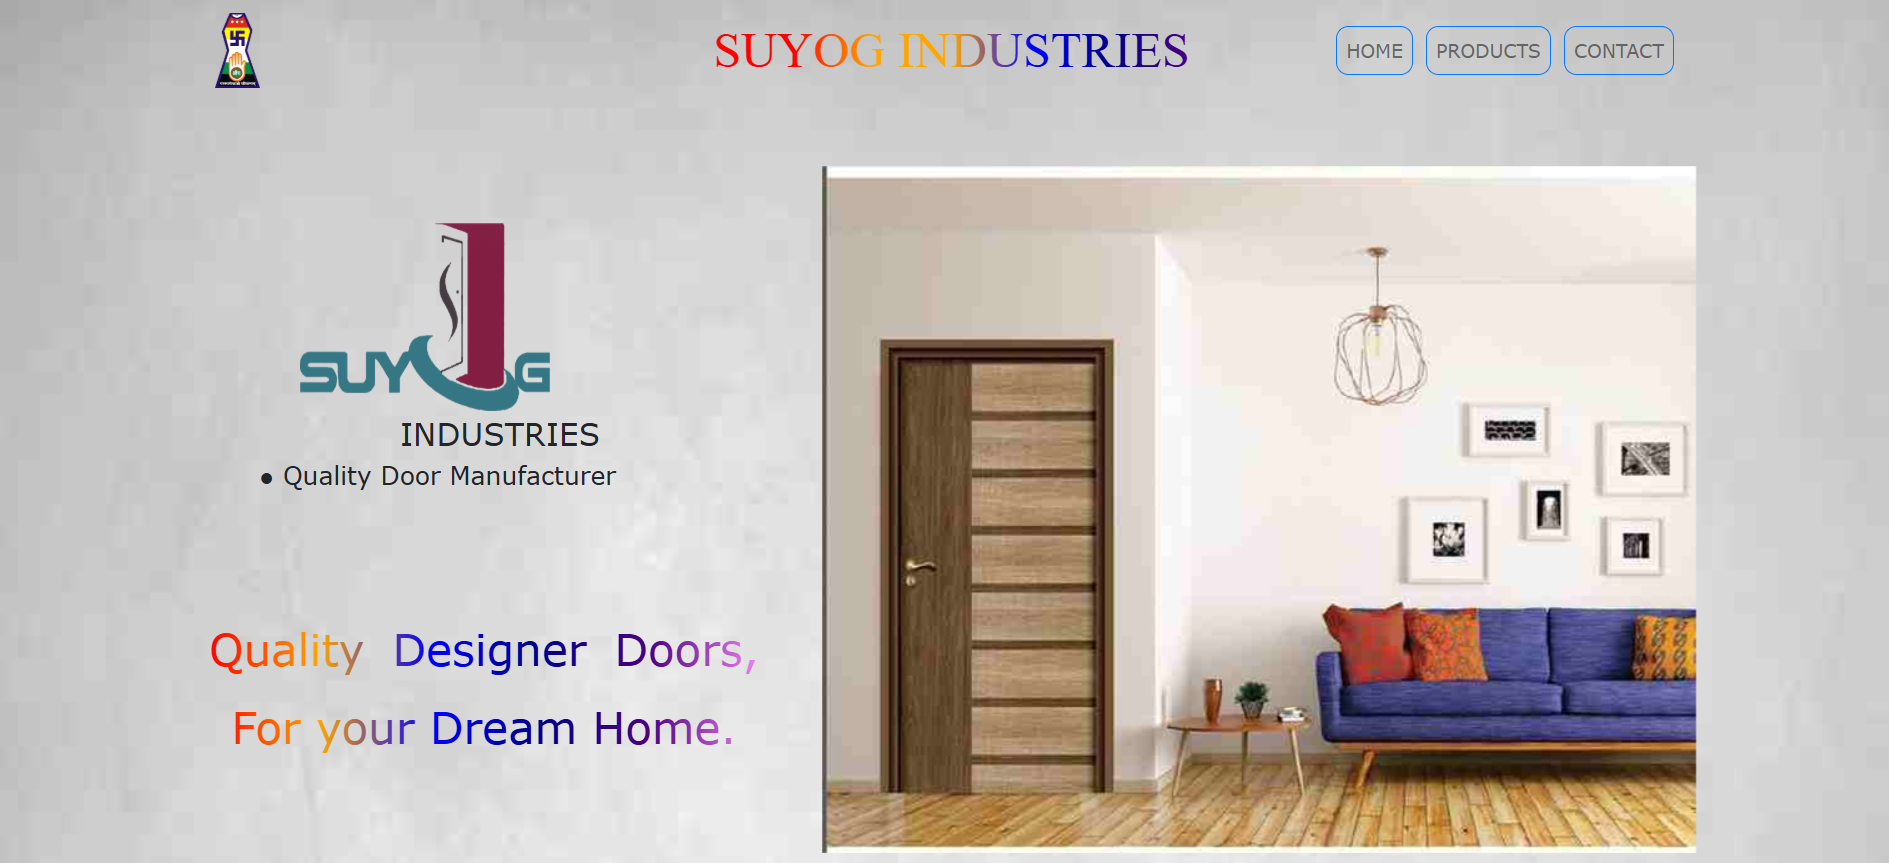 SUYOG INDUSTRIES
HOME PRODUCTS CONTACT
SUYOG
INDUSTRIES
● Quality Door Manufacturer
Quality Designer Doors,
For your Dream Home.